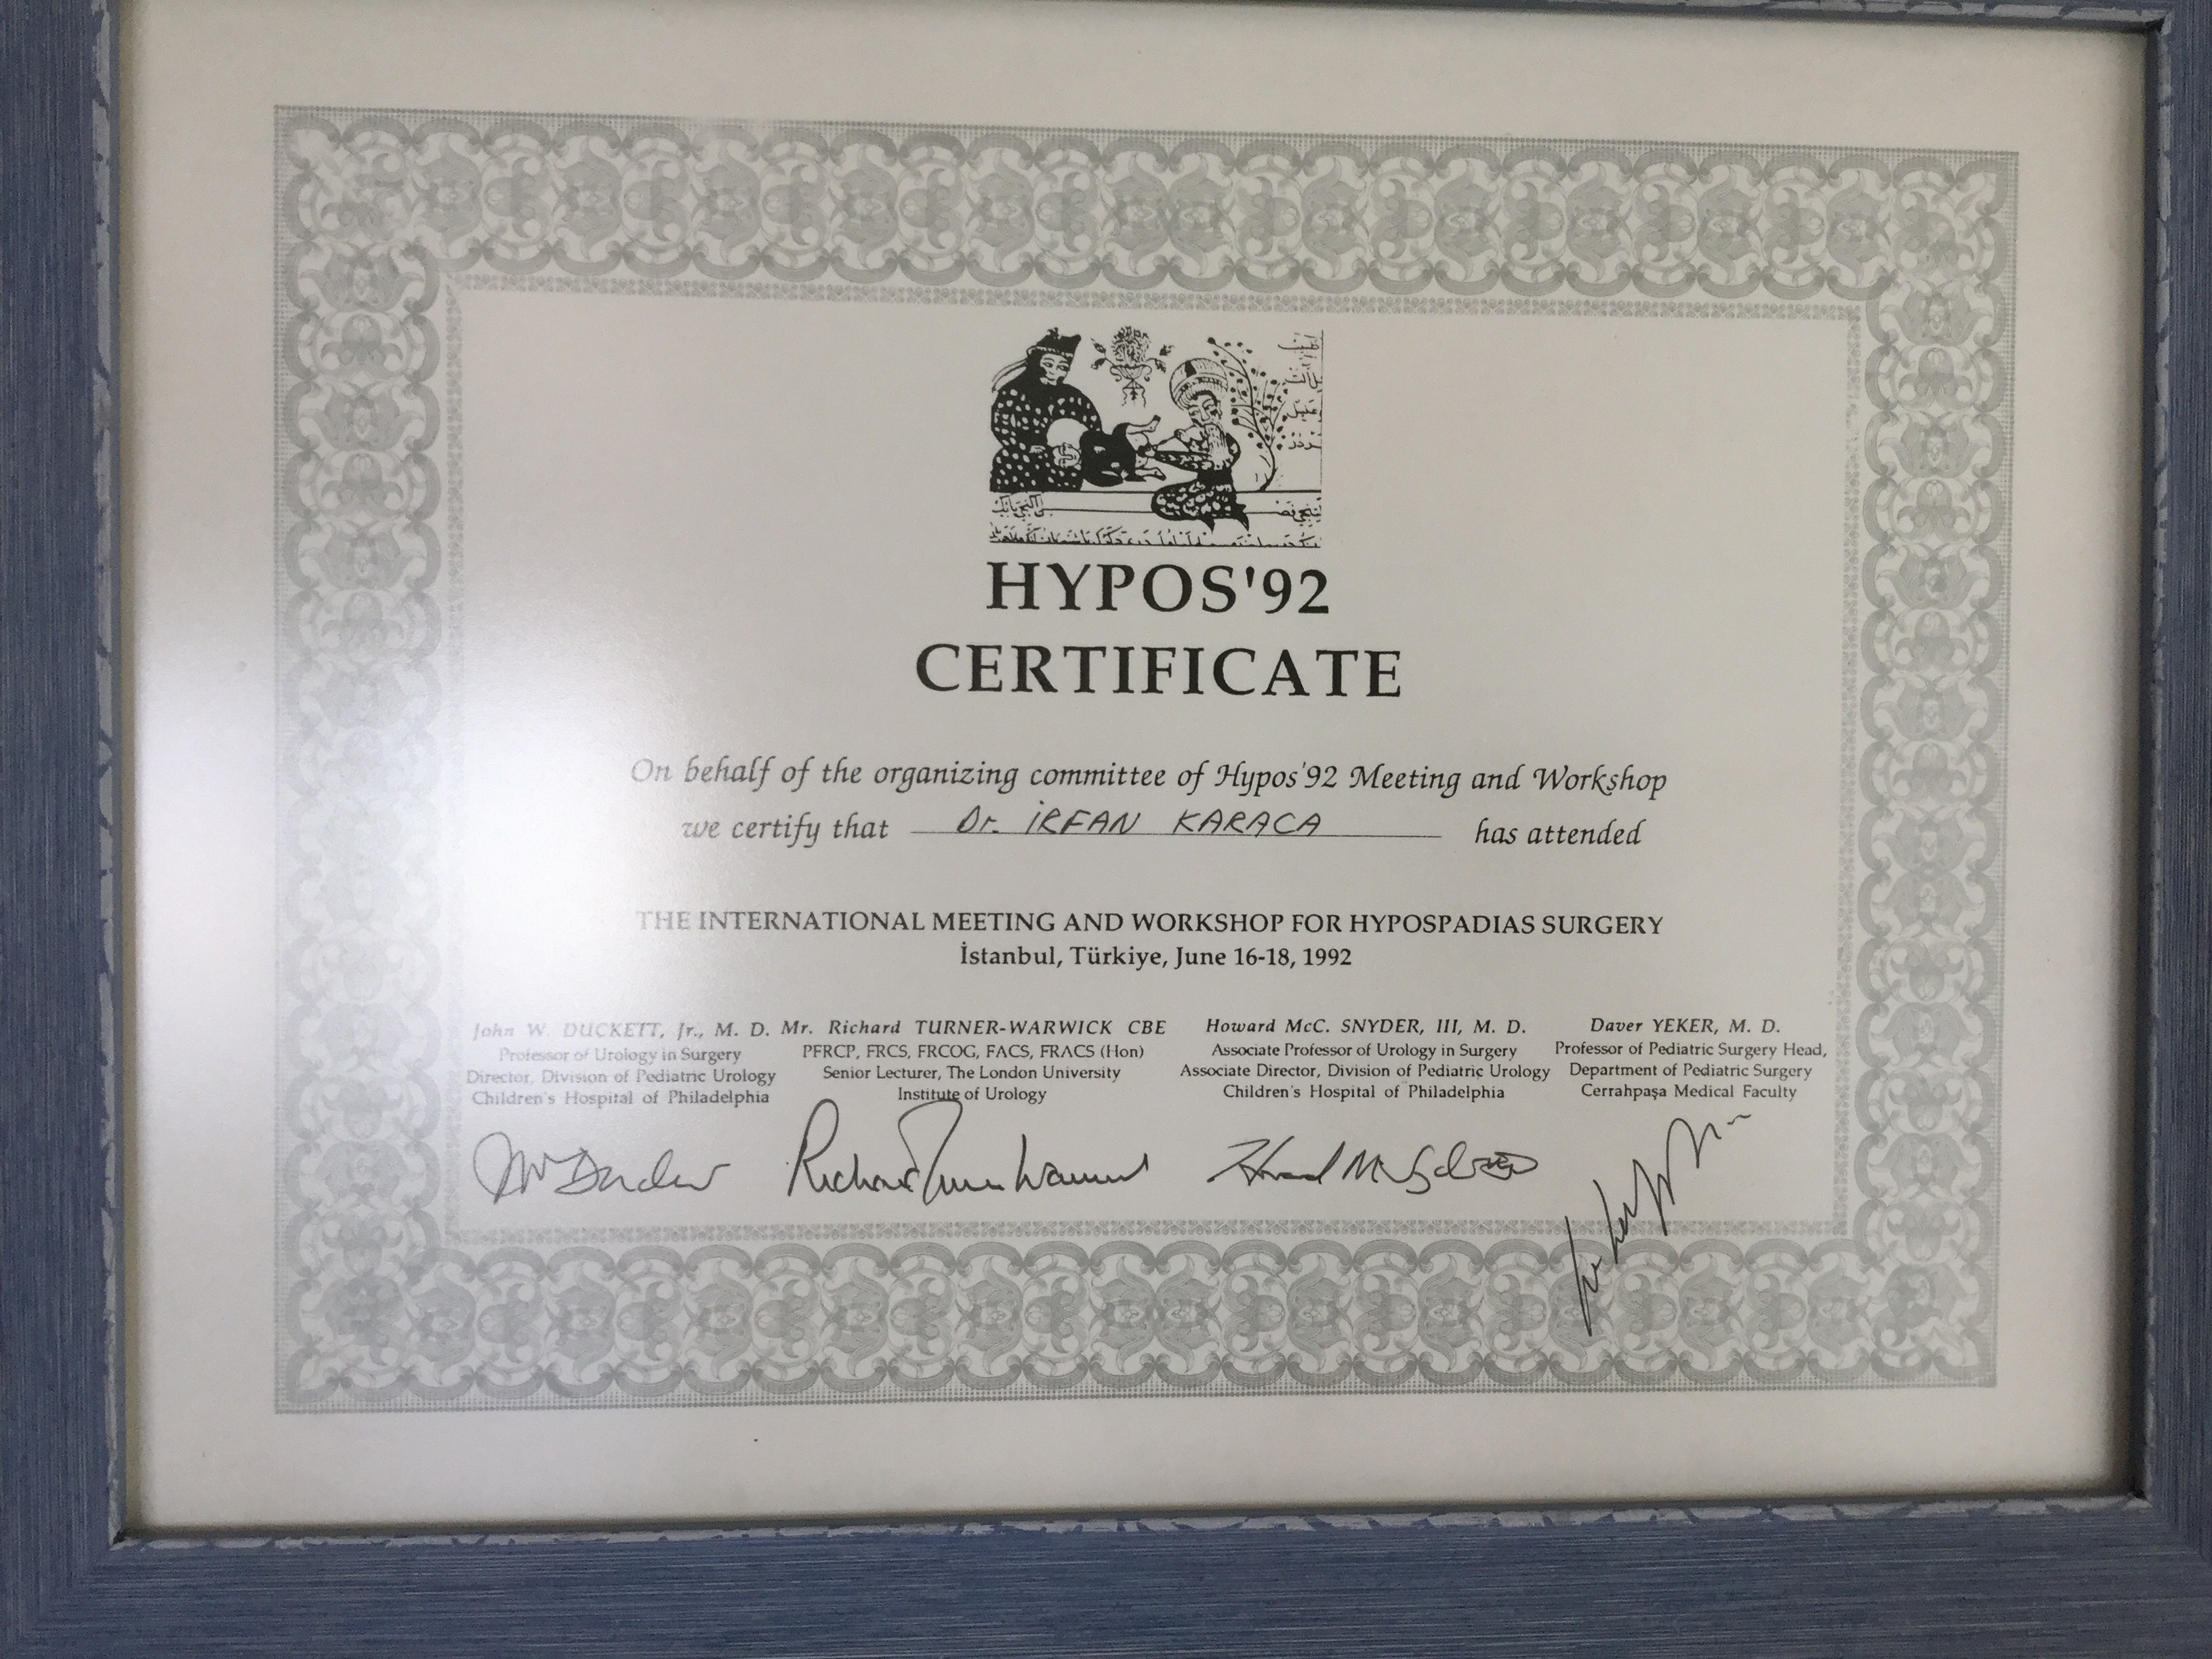 HYPOS'92
CERTIFICATE
On behalf of the organizing committee of Hypos'92 Meeting and Workshop
we certify that Dr. İRFAN KARACA has attended
THE INTERNATIONAL MEETING AND WORKSHOP FOR HYPOSPADIAS SURGERY
İstanbul, Türkiye, June 16-18, 1992
John W. DUCKETT, Jr., M. D.
Professor of Urology in Surgery
Director, Division of Pediatric Urology
Children's Hospital of Philadelphia
Mr. Richard TURNER-WARWICK CBE
PFRCP, FRCS, FRCOG, FACS, FRACS (Hon)
Senior Lecturer, The London University
Institute of Urology
Howard McC. SNYDER, III, M. D.
Associate Professor of Urology in Surgery
Associate Director, Division of Pediatric Urology
Children's Hospital of Philadelphia
Daver YEKER, M. D.
Professor of Pediatric Surgery Head,
Department of Pediatric Surgery
Cerrahpaşa Medical Faculty